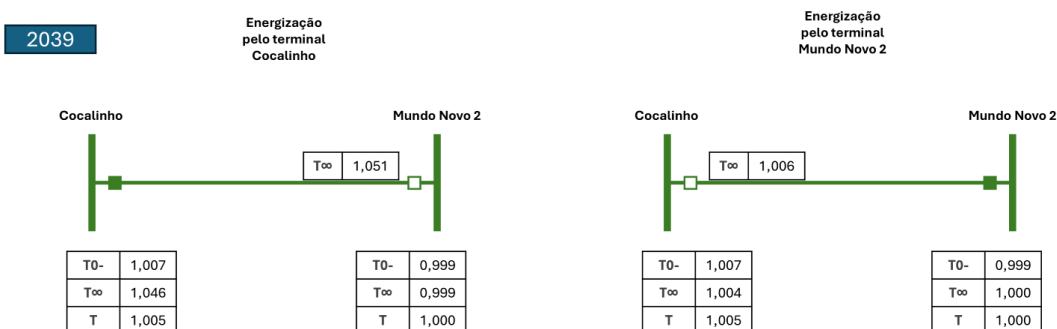 2039
Energização
pelo terminal
Cocalinho
Energização
pelo terminal
Mundo Novo 2
Cocalinho
Mundo Novo 2
Cocalinho
Mundo Novo 2
T∞ 1,051
T∞ 1,006
T0- 1,007
T∞ 1,046
T 1,005
T0- 0,999
T∞ 0,999
T 1,000
T0- 1,007
T∞ 1,004
T 1,005
T0- 0,999
T∞ 1,000
T 1,000